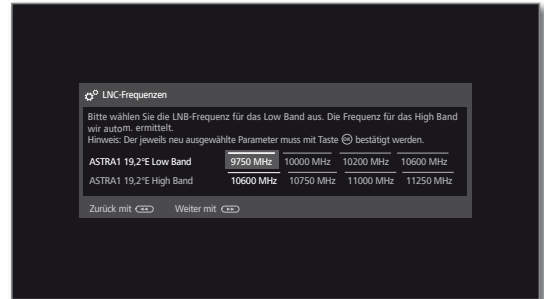 LNC-Frequenzen
Bitte wählen Sie die LNB-Frequenz für das Low Band aus. Die Frequenz für das High Band
wir autom. ermittelt.
Hinweis: Der jeweils neu ausgewählte Parameter muss mit Taste OK bestätigt werden.
ASTRA1 19,2°E Low Band 9750 MHz 10000 MHz 10200 MHz 10600 MHz
ASTRA1 19,2°E High Band 10600 MHz 10750 MHz 11000 MHz 11250 MHz
Zurück mit Weiter mit